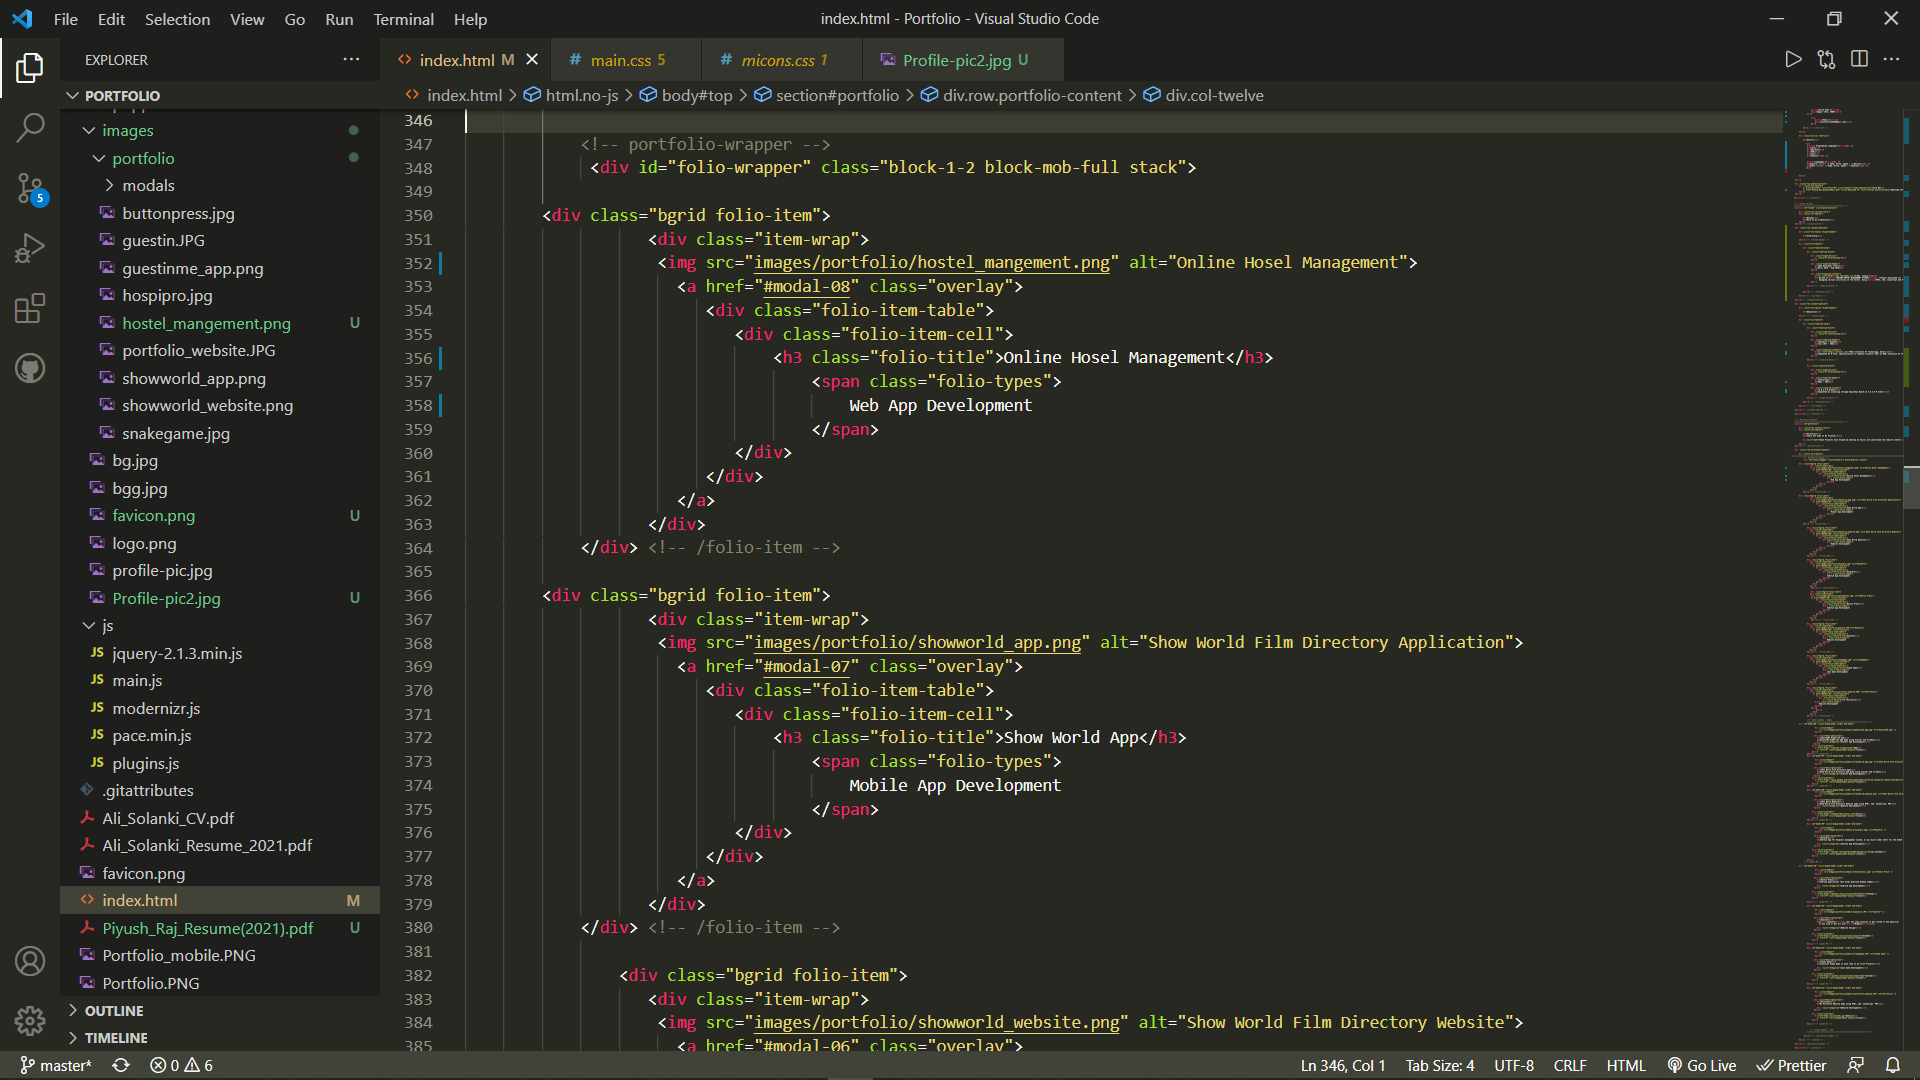 File Edit Selection View Go Run Terminal Help
index.html - Portfolio - Visual Studio Code
EXPLORER
index.html M
# main.css 5
# micons.css 1
Profile-pic2.jpg U
PORTFOLIO
index.html > html.no-js > body#top > section#portfolio > div.row.portfolio-content > div.col-twelve
images
portfolio
modals
buttonpress.jpg
guestin.JPG
guestinme_app.png
hospipro.jpg
hostel_mangement.png U
portfolio_website.JPG
showworld_app.png
showworld_website.png
snakegame.jpg
bg.jpg
bgg.jpg
favicon.png U
logo.png
profile-pic.jpg
Profile-pic2.jpg U
js
JS jquery-2.1.3.min.js
JS main.js
JS modernizr.js
JS pace.min.js
JS plugins.js
.gitattributes
Ali_Solanki_CV.pdf
Ali_Solanki_Resume_2021.pdf
favicon.png
index.html M
Piyush_Raj_Resume(2021).pdf U
Portfolio_mobile.PNG
Portfolio.PNG
OUTLINE
TIMELINE
5
346
347 <!-- portfolio-wrapper -->
348 <div id="folio-wrapper" class="block-1-2 block-mob-full stack">
349
350 <div class="bgrid folio-item">
351 <div class="item-wrap">
352 <img src="images/portfolio/hostel_mangement.png" alt="Online Hosel Management">
353 <a href="#modal-08" class="overlay">
354 <div class="folio-item-table">
355 <div class="folio-item-cell">
356 <h3 class="folio-title">Online Hosel Management</h3>
357 <span class="folio-types">
358 Web App Development
359 </span>
360 </div>
361 </div>
362 </a>
363 </div>
364 </div> <!-- /folio-item -->
365
366 <div class="bgrid folio-item">
367 <div class="item-wrap">
368 <img src="images/portfolio/showworld_app.png" alt="Show World Film Directory Application">
369 <a href="#modal-07" class="overlay">
370 <div class="folio-item-table">
371 <div class="folio-item-cell">
372 <h3 class="folio-title">Show World App</h3>
373 <span class="folio-types">
374 Mobile App Development
375 </span>
376 </div>
377 </div>
378 </a>
379 </div>
380 </div> <!-- /folio-item -->
381
382 <div class="bgrid folio-item">
383 <div class="item-wrap">
384 <img src="images/portfolio/showworld_website.png" alt="Show World Film Directory Website">
385 <a href="#modal-06" class="overlay">
master* 0 6
Ln 346, Col 1 Tab Size: 4 UTF-8 CRLF HTML Go Live Prettier